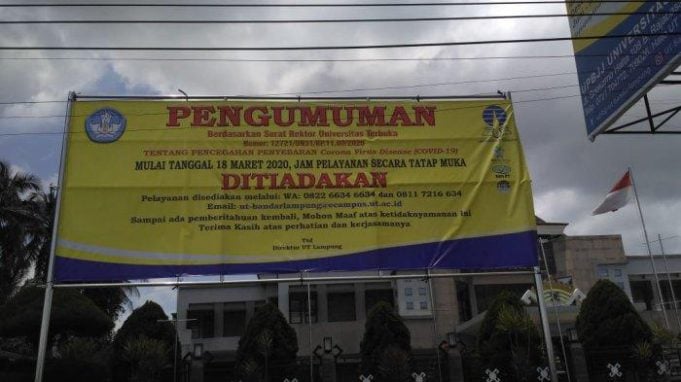 PENGUMUMAN
Berdasarkan Surat Rektor Universitas Terbuka
TENTANG PENCEGAHAN PENYEBARAN Corona Virus Disease (COVID-19)
MULAI TANGGAL 18 MARET 2020, JAM PELAYANAN SECARA TATAP MUKA
DITIADAKAN
Pelayanan disediakan melalui: WA: 0822 6634 6634 dan 0811 7216 634
Email: ut-bandarlampung@ecampus.ut.ac.id
Sampai ada pemberitahuan kembali, Mohon Maaf atas ketidaknyamanan ini
Terima Kasih atas perhatian dan kerjasamanya
Ttd
Direktur UT Lampung
UPBJJ UNIVERSITAS